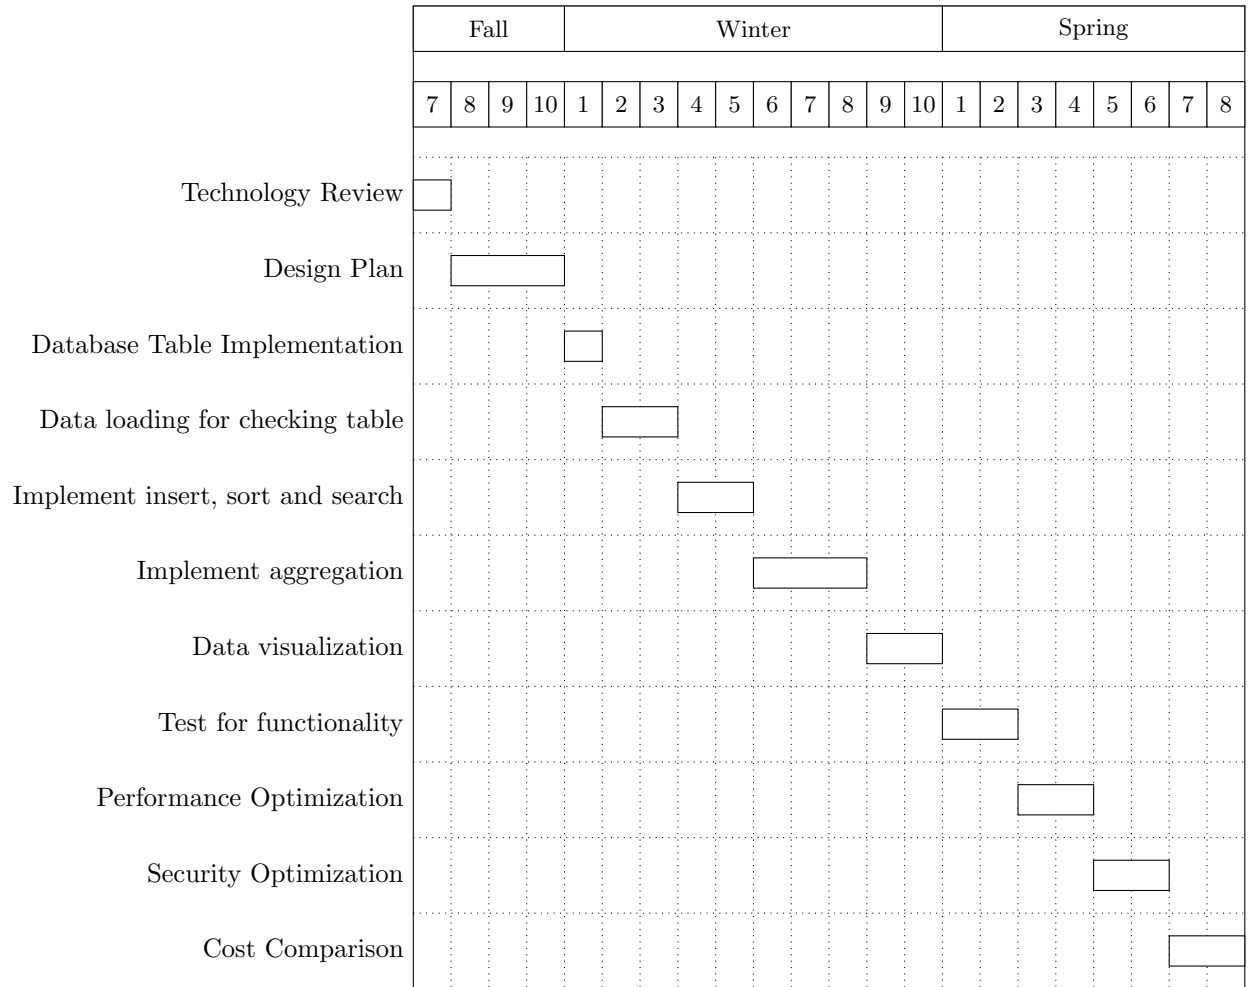 Fall Winter Spring
7 8 9 10 1 2 3 4 5 6 7 8 9 10 1 2 3 4 5 6 7 8
Technology Review
Design Plan
Database Table Implementation
Data loading for checking table
Implement insert, sort and search
Implement aggregation
Data visualization
Test for functionality
Performance Optimization
Security Optimization
Cost Comparison